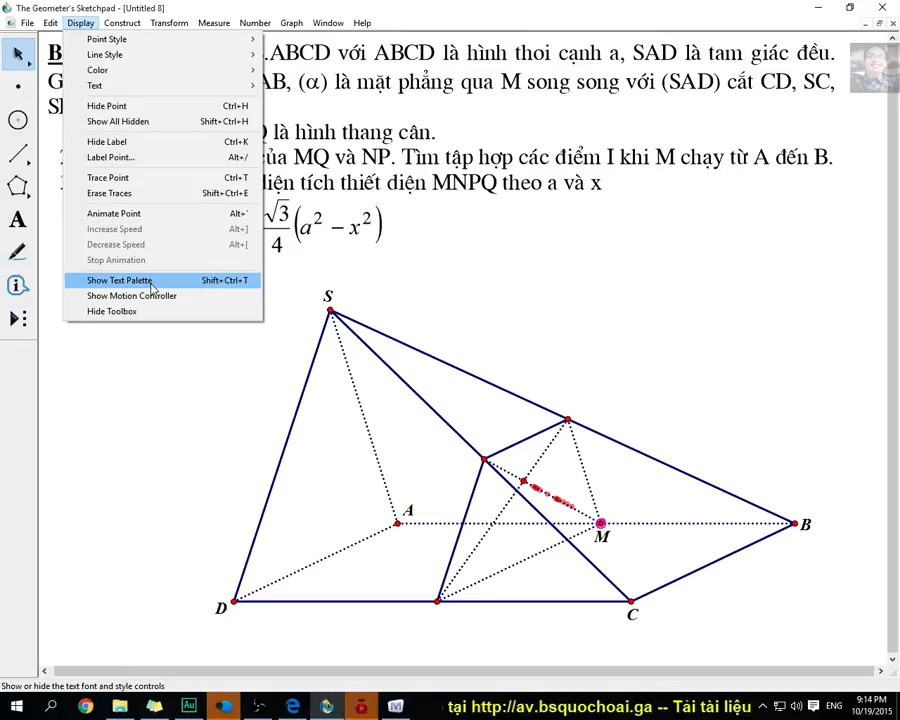 The Geometer's Sketchpad - [Untitled 8]
File Edit Display Construct Transform Measure Number Graph Window Help
Point Style
Line Style
Color
Text
Hide Point Ctrl+H
Show All Hidden Shift+Ctrl+H
Hide Label Ctrl+K
Label Point... Alt+/
Trace Point Ctrl+T
Erase Traces Shift+Ctrl+E
Animate Point Alt+`
Increase Speed Alt+]
Decrease Speed Alt+[
Stop Animation
Show Text Palette Shift+Ctrl+T
Show Motion Controller
Hide Toolbox
.ABCD với ABCD là hình thoi cạnh a, SAD là tam giác đều.
AB, (α) là mặt phẳng qua M song song với (SAD) cắt CD, SC,
là hình thang cân.
của MQ và NP. Tìm tập hợp các điểm I khi M chạy từ A đến B.
diện tích thiết diện MNPQ theo a và x
√3/4 (a² − x²)
S
A
B
M
D
C
Show or hide the text font and style controls
tại http://av.bsquochoai.ga -- Tải tài liệu
ENG
9:14 PM
10/19/2015